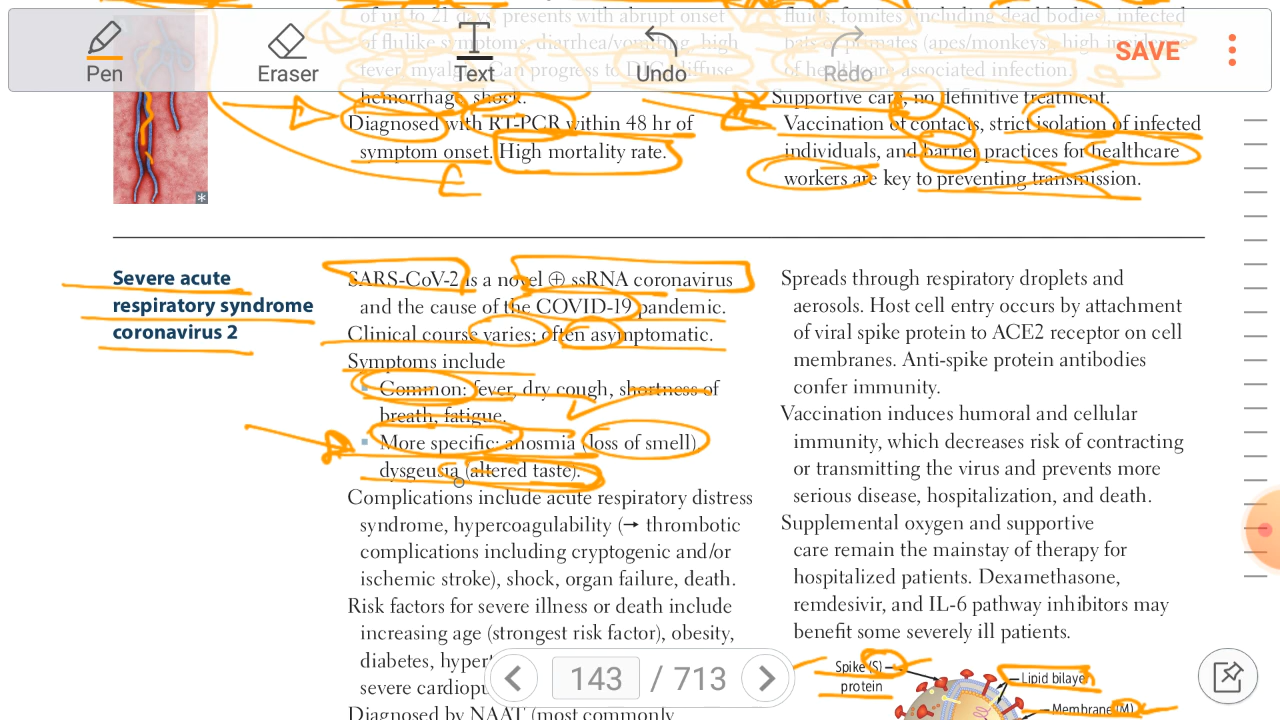 of up to 21 days, presents with abrupt onset
of flulike symptoms, diarrhea/vomiting, high
fever, myalgia. Can progress to DIC, diffuse
hemorrhage, shock.
Diagnosed with RT-PCR within 48 hr of
symptom onset. High mortality rate.
fluids, fomites (including dead bodies), infected
bats or primates (apes/monkeys); high incidence
of healthcare-associated infection.
Supportive care, no definitive treatment.
Vaccination of contacts, strict isolation of infected
individuals, and barrier practices for healthcare
workers are key to preventing transmission.
Pen
Eraser
Text
Undo
Redo
SAVE
Severe acute
respiratory syndrome
coronavirus 2
SARS-CoV-2 is a novel ⊕ ssRNA coronavirus
and the cause of the COVID-19 pandemic.
Clinical course varies; often asymptomatic.
Symptoms include
▪ Common: fever, dry cough, shortness of
breath, fatigue.
▪ More specific: anosmia (loss of smell),
dysgeusia (altered taste).
Complications include acute respiratory distress
syndrome, hypercoagulability (→ thrombotic
complications including cryptogenic and/or
ischemic stroke), shock, organ failure, death.
Risk factors for severe illness or death include
increasing age (strongest risk factor), obesity,
diabetes,
severe
Diagnosed by NAAT (most commonly
Spreads through respiratory droplets and
aerosols. Host cell entry occurs by attachment
of viral spike protein to ACE2 receptor on cell
membranes. Anti-spike protein antibodies
confer immunity.
Vaccination induces humoral and cellular
immunity, which decreases risk of contracting
or transmitting the virus and prevents more
serious disease, hospitalization, and death.
Supplemental oxygen and supportive
care remain the mainstay of therapy for
hospitalized patients. Dexamethasone,
remdesivir, and IL-6 pathway inhibitors may
benefit some severely ill patients.
Spike (S)
protein
Lipid bilayer
Membrane (M)
143 / 713